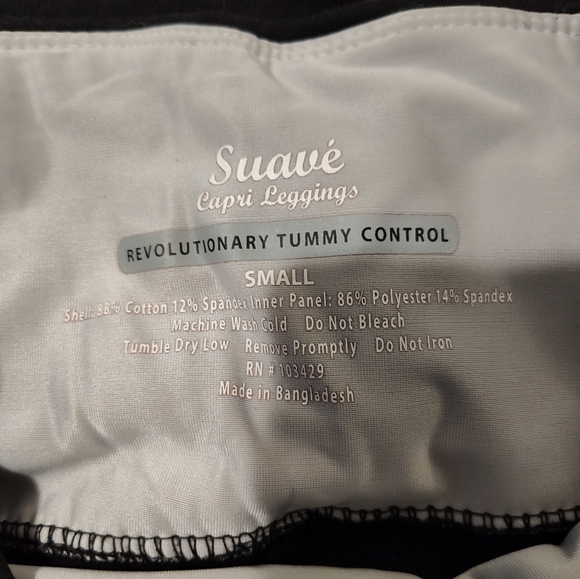 Suavé
Capri Leggings
REVOLUTIONARY TUMMY CONTROL
SMALL
Shell: 88% Cotton 12% Spandex Inner Panel: 86% Polyester 14% Spandex
Machine Wash Cold Do Not Bleach
Tumble Dry Low Remove Promptly Do Not Iron
RN # 103429
Made in Bangladesh